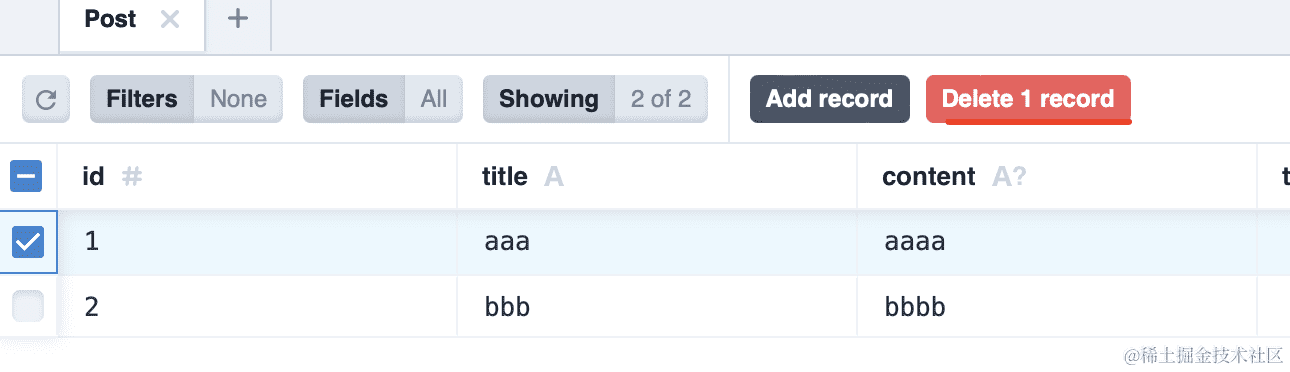 Post
Filters None Fields All Showing 2 of 2 Add record Delete 1 record
id # title A content A? t
1 aaa aaaa
2 bbb bbbb
@稀土掘金技术社区